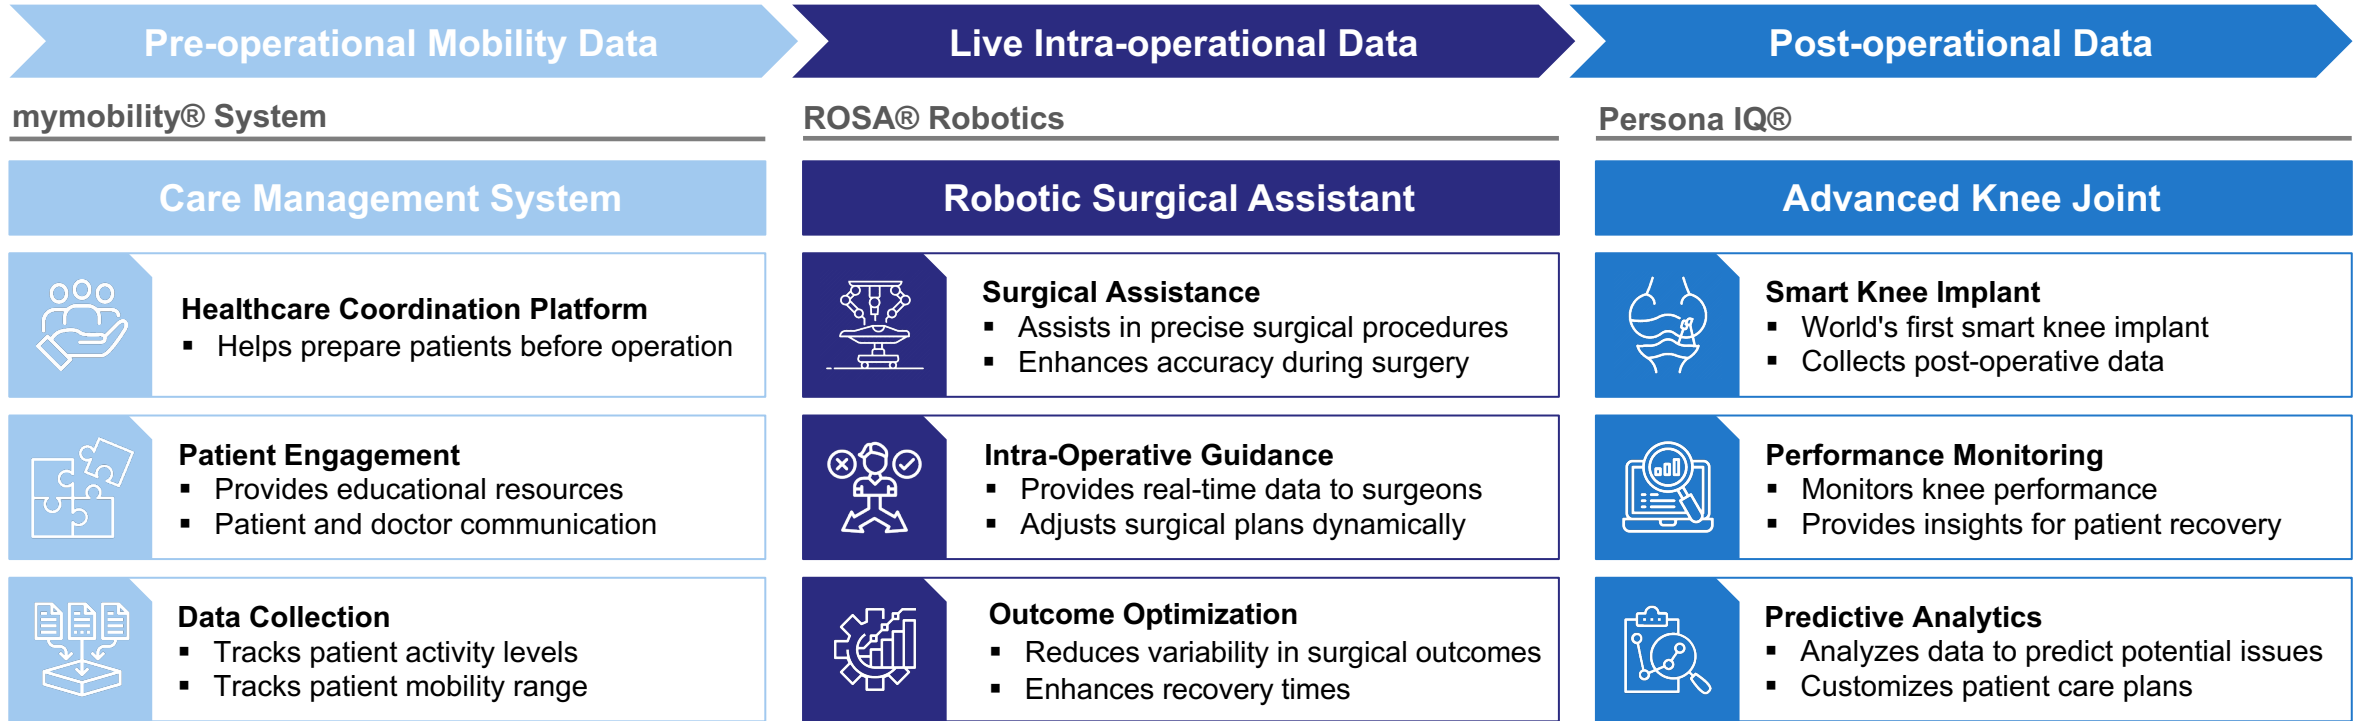 Pre-operational Mobility Data
Live Intra-operational Data
Post-operational Data
mymobility® System
Care Management System
Healthcare Coordination Platform
▪ Helps prepare patients before operation
Patient Engagement
▪ Provides educational resources
▪ Patient and doctor communication
Data Collection
▪ Tracks patient activity levels
▪ Tracks patient mobility range
ROSA® Robotics
Robotic Surgical Assistant
Surgical Assistance
▪ Assists in precise surgical procedures
▪ Enhances accuracy during surgery
Intra-Operative Guidance
▪ Provides real-time data to surgeons
▪ Adjusts surgical plans dynamically
Outcome Optimization
▪ Reduces variability in surgical outcomes
▪ Enhances recovery times
Persona IQ®
Advanced Knee Joint
Smart Knee Implant
▪ World's first smart knee implant
▪ Collects post-operative data
Performance Monitoring
▪ Monitors knee performance
▪ Provides insights for patient recovery
Predictive Analytics
▪ Analyzes data to predict potential issues
▪ Customizes patient care plans